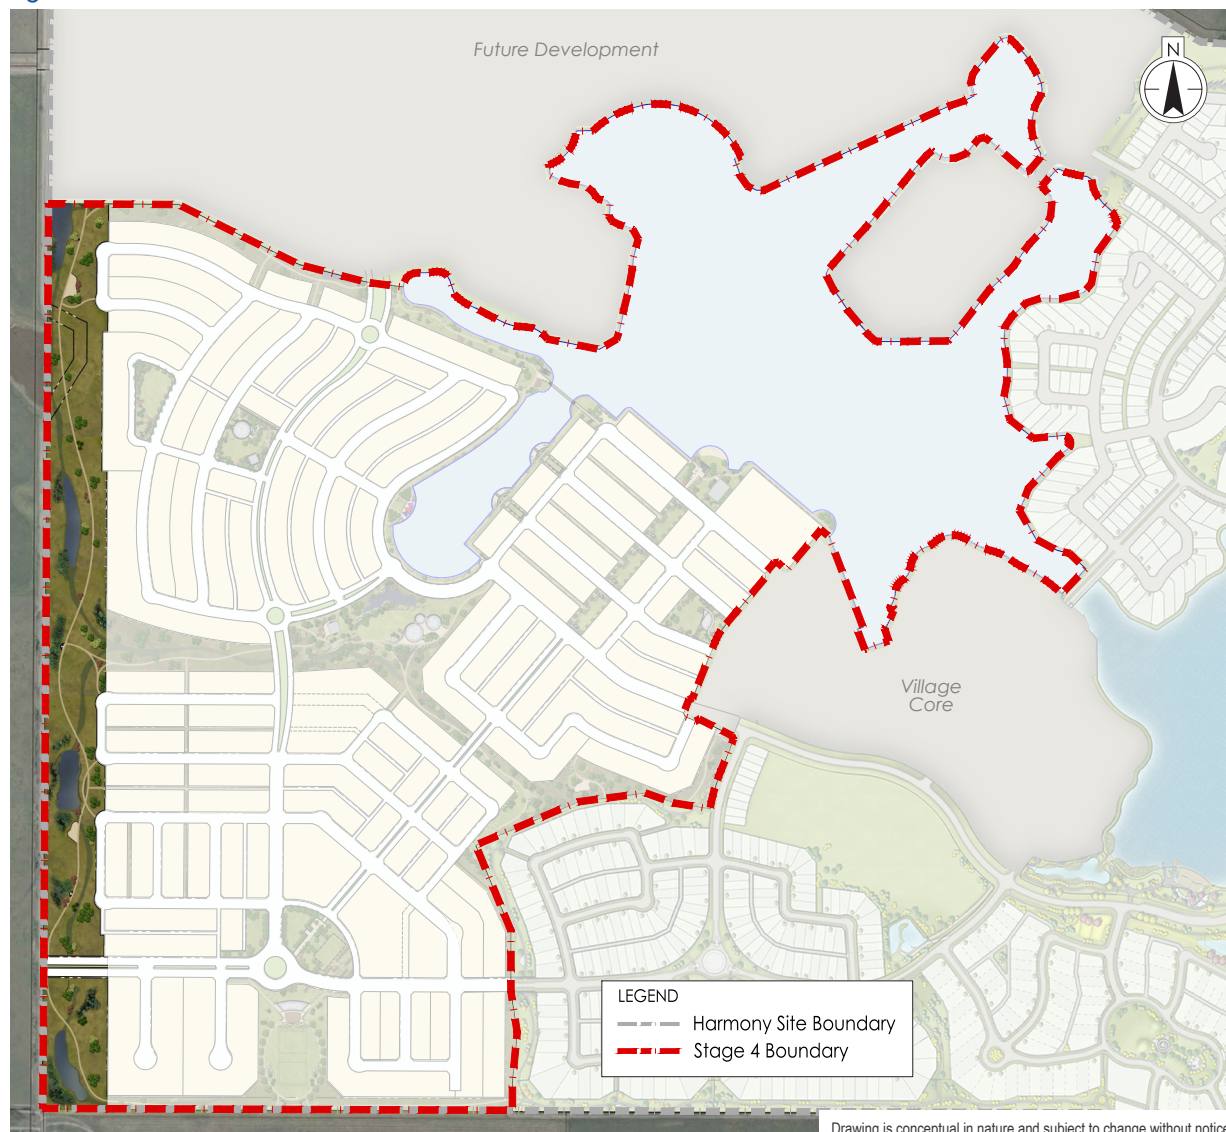 Future Development
N
Village
Core
LEGEND
Harmony Site Boundary
Stage 4 Boundary
Drawing is conceptual in nature and subject to change without notice